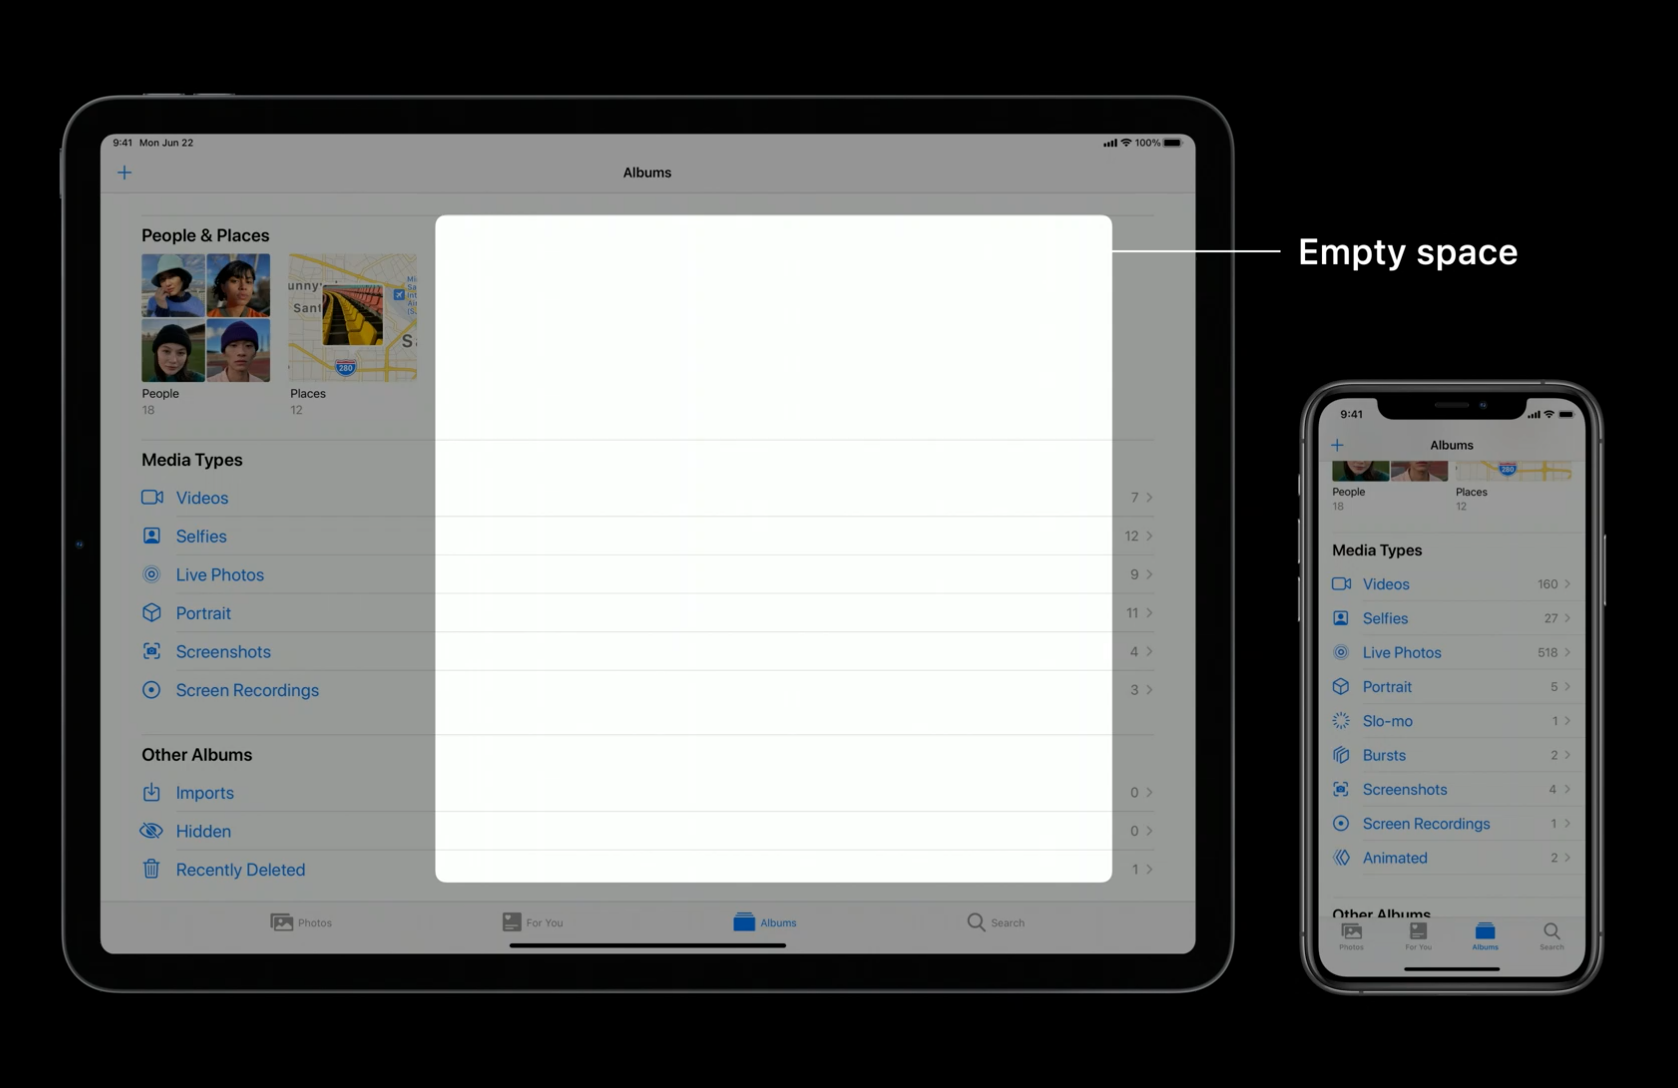 9:41 Mon Jun 22
100%
Albums
Empty space
People & Places
280
People
18
Places
12
Media Types
Videos 7
Selfies 12
Live Photos 9
Portrait 11
Screenshots 4
Screen Recordings 3
Other Albums
Imports 0
Hidden 0
Recently Deleted 1
Photos
For You
Albums
Search
9:41
Albums
280
People
18
Places
12
Media Types
Videos 160
Selfies 27
Live Photos 518
Portrait 5
Slo-mo 1
Bursts 2
Screenshots 4
Screen Recordings 1
Animated 2
Other Albums
Photos
For You
Albums
Search